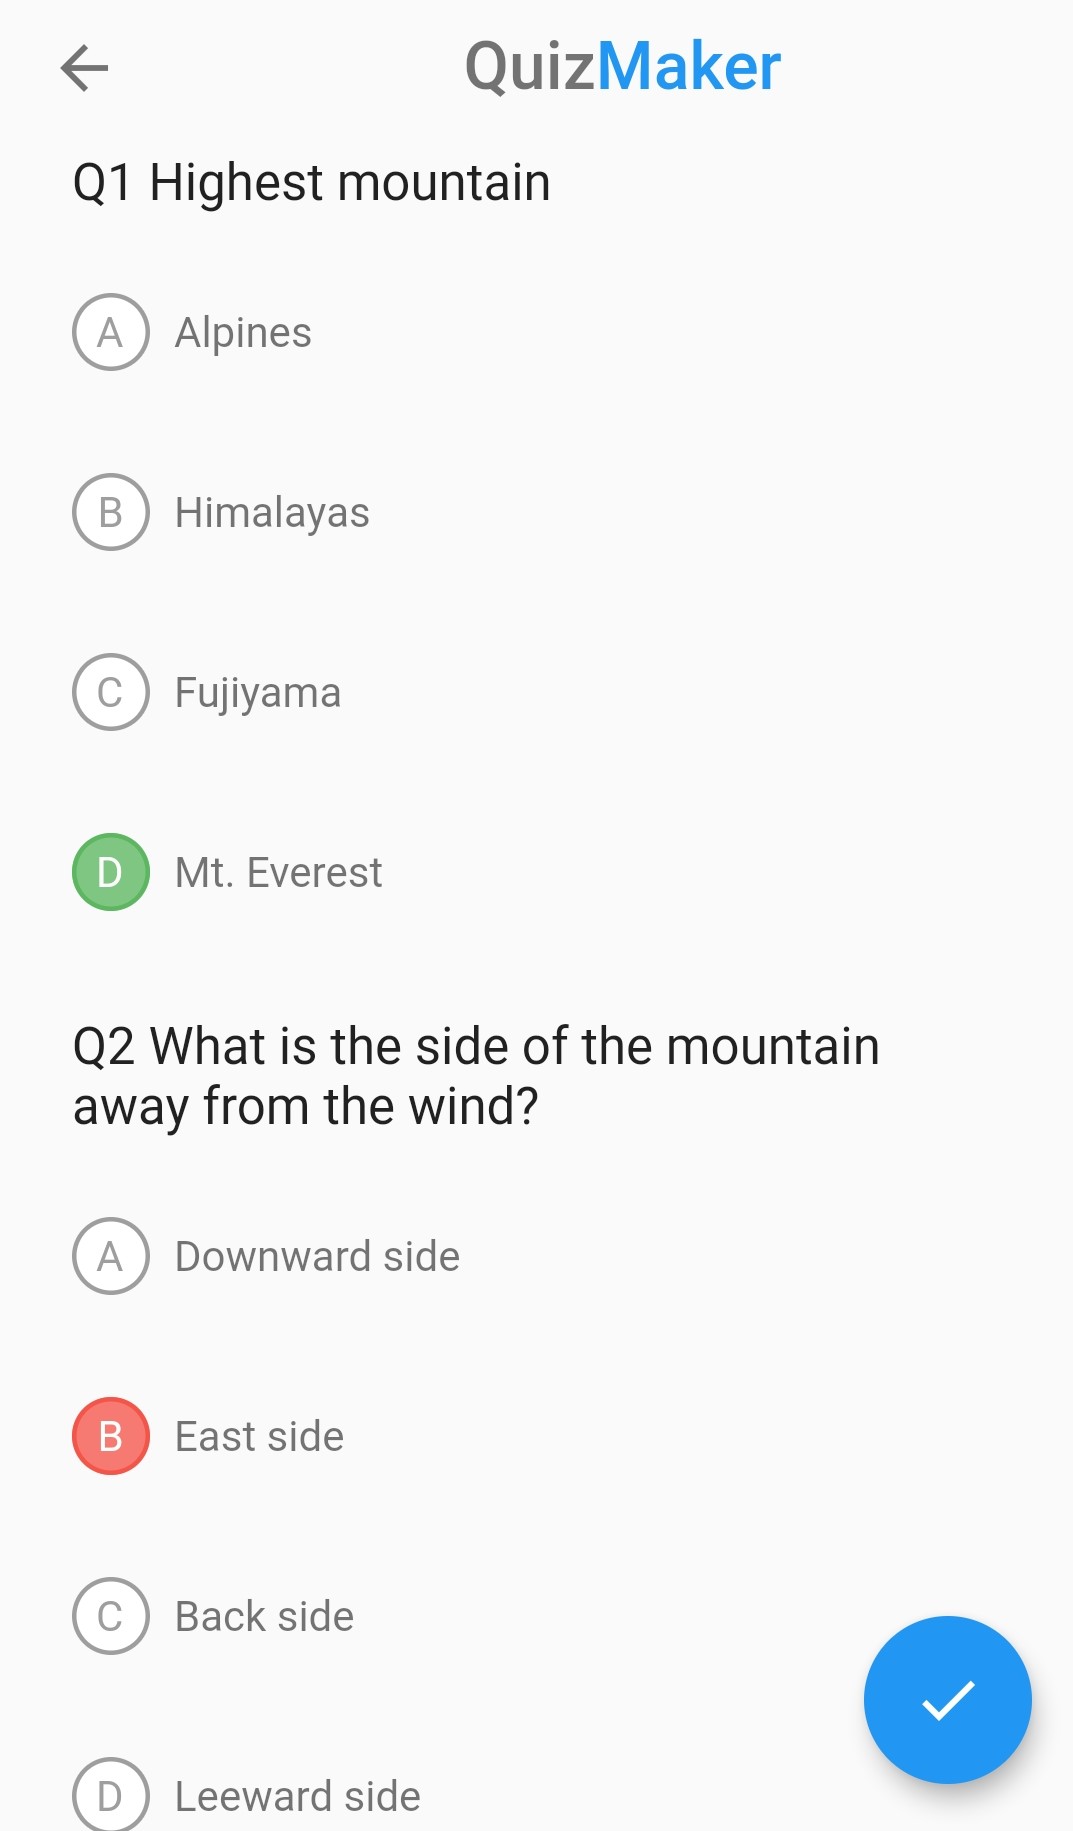 QuizMaker
Q1 Highest mountain
A Alpines
B Himalayas
C Fujiyama
D Mt. Everest
Q2 What is the side of the mountain
away from the wind?
A Downward side
B East side
C Back side
D Leeward side